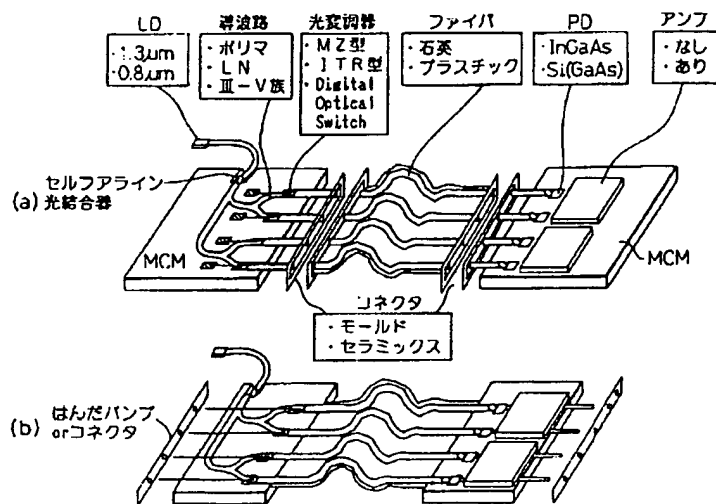 LD
・1.3μm
・0.8μm
導波路
・ポリマ
・LN
・Ⅲ-Ⅴ族
光変調器
・MZ型
・ITR型
・Digital
Optical
Switch
ファイバ
・石英
・プラスチック
PD
・InGaAs
・Si(GaAs)
アンプ
・なし
・あり
セルフアライン
光結合器
(a)
MCM
MCM
コネクタ
・モールド
・セラミックス
(b)
はんだバンプ
orコネクタ